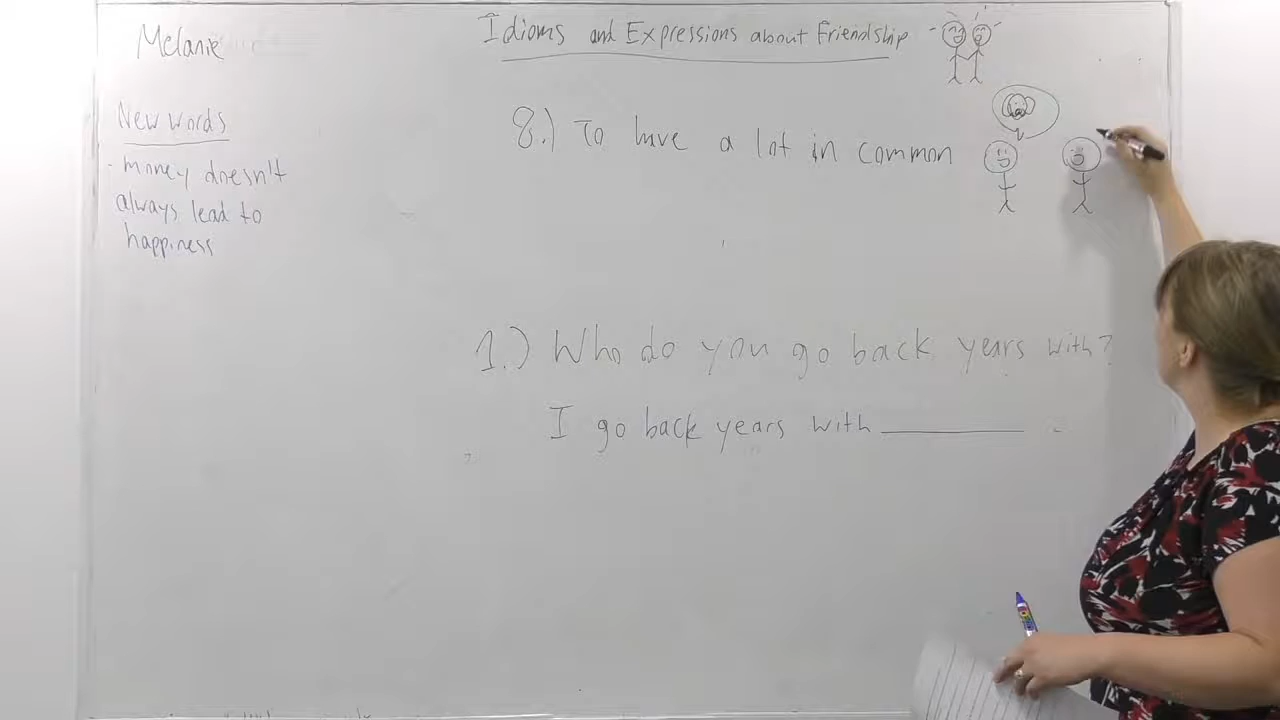 Melanie
Idioms and Expressions about Friendship
New words
- money doesn't
always lead to
happiness
8.) To have a lot in common
1.) Who do you go back years with?
I go back years with __________ .